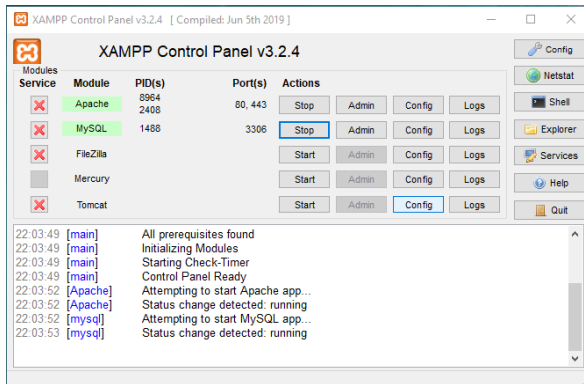 XAMPP Control Panel v3.2.4 [ Compiled: Jun 5th 2019 ]
XAMPP Control Panel v3.2.4
Config
Modules
Service Module PID(s) Port(s) Actions
Netstat
Apache 8964 2408 80, 443 Stop Admin Config Logs
Shell
MySQL 1488 3306 Stop Admin Config Logs
Explorer
FileZilla Start Admin Config Logs
Services
Mercury Start Admin Config Logs
Help
Tomcat Start Admin Config Logs
Quit
22:03:49 [main] All prerequisites found
22:03:49 [main] Initializing Modules
22:03:49 [main] Starting Check-Timer
22:03:49 [main] Control Panel Ready
22:03:52 [Apache] Attempting to start Apache app...
22:03:52 [Apache] Status change detected: running
22:03:52 [mysql] Attempting to start MySQL app...
22:03:53 [mysql] Status change detected: running